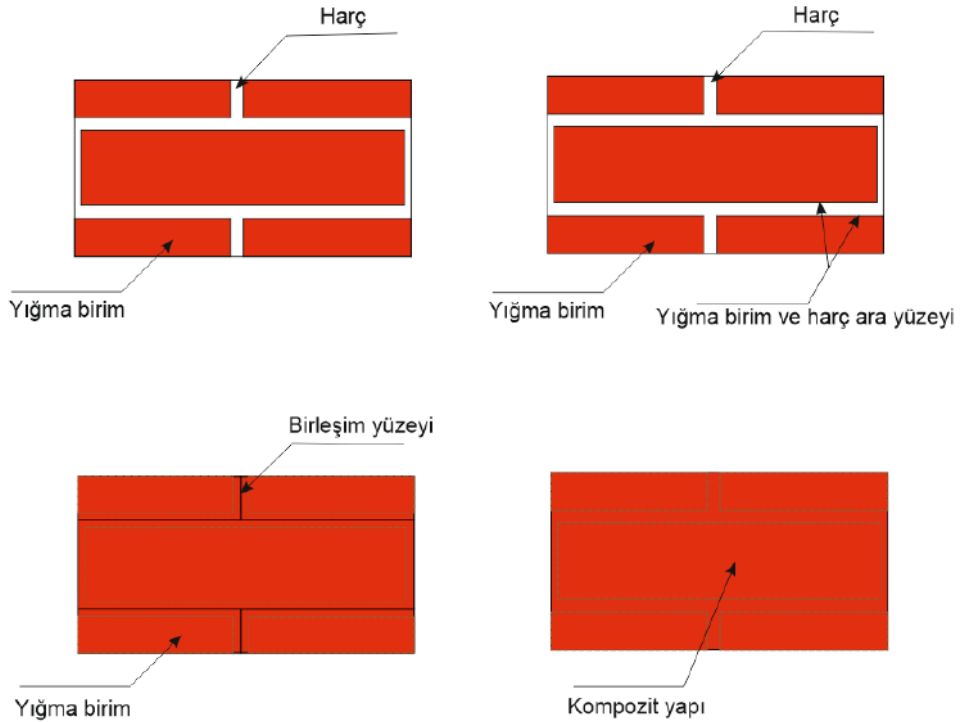 Harç
Harç
Yığma birim
Yığma birim
Yığma birim ve harç ara yüzeyi
Birleşim yüzeyi
Yığma birim
Kompozit yapı